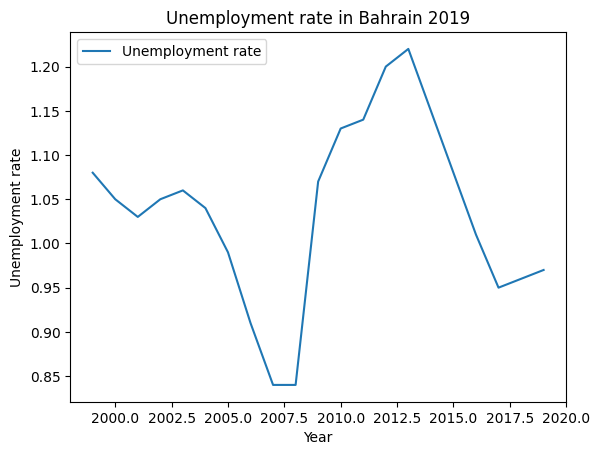 Unemployment rate in Bahrain 2019
Unemployment rate
Unemployment rate
1.20
1.15
1.10
1.05
1.00
0.95
0.90
0.85
2000.0 2002.5 2005.0 2007.5 2010.0 2012.5 2015.0 2017.5 2020.0
Year